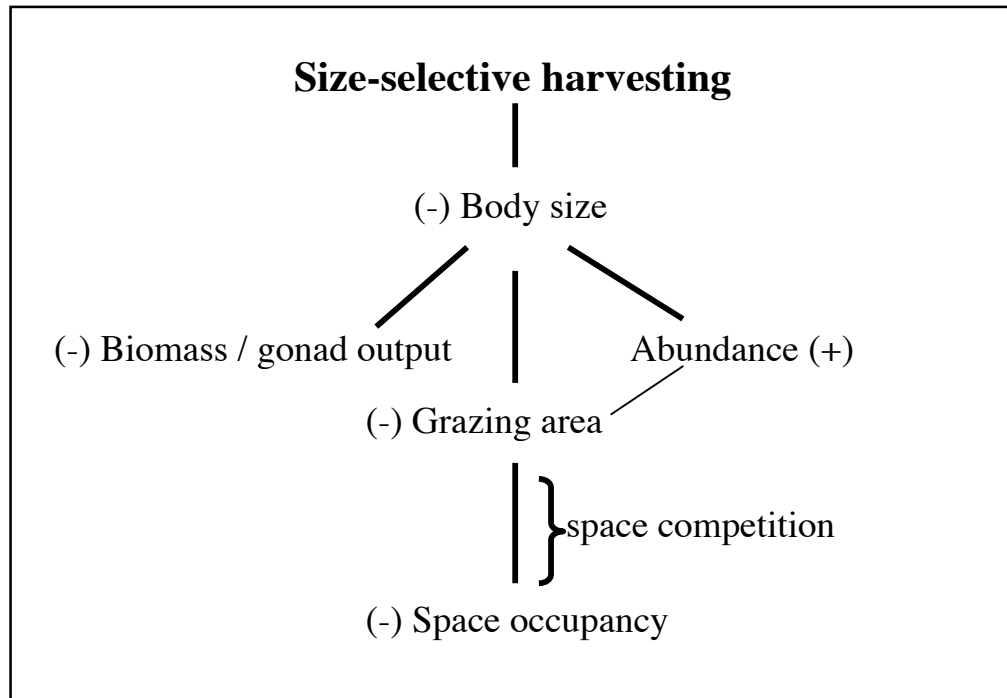 Size-selective harvesting
(-) Body size
(-) Biomass / gonad output
Abundance (+)
(-) Grazing area
space competition
(-) Space occupancy